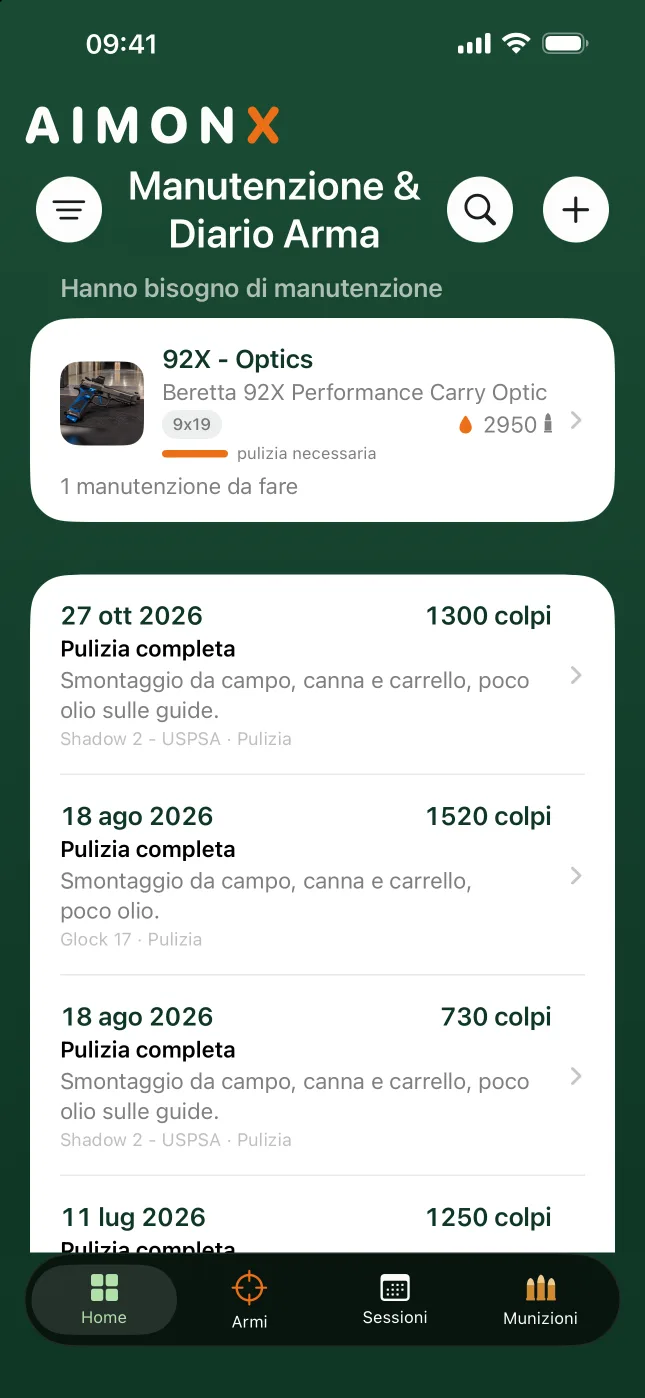 09:41
AIMONX
Manutenzione &
Diario Arma
Hanno bisogno di manutenzione
92X - Optics
Beretta 92X Performance Carry Optic
9x19
2950
pulizia necessaria
1 manutenzione da fare
27 ott 2026
1300 colpi
Pulizia completa
Smontaggio da campo, canna e carrello, poco
olio sulle guide.
Shadow 2 - USPSA · Pulizia
18 ago 2026
1520 colpi
Pulizia completa
Smontaggio da campo, canna e carrello,
poco olio.
Glock 17 · Pulizia
18 ago 2026
730 colpi
Pulizia completa
Smontaggio da campo, canna e carrello, poco
olio sulle guide.
Shadow 2 - USPSA · Pulizia
11 lug 2026
1250 colpi
Pulizia completa
Home
Armi
Sessioni
Munizioni